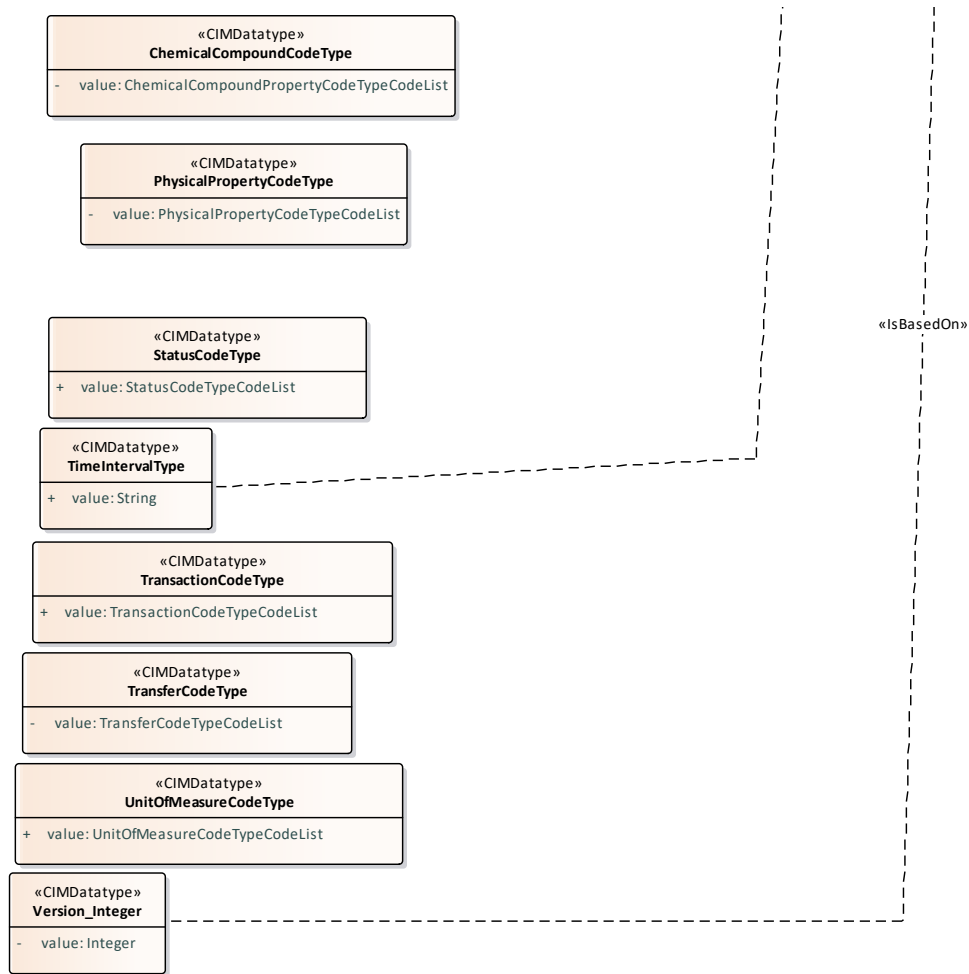 «CIMDatatype»
ChemicalCompoundCodeType
- value: ChemicalCompoundPropertyCodeTypeCodeList
«CIMDatatype»
PhysicalPropertyCodeType
- value: PhysicalPropertyCodeTypeCodeList
«CIMDatatype»
StatusCodeType
+ value: StatusCodeTypeCodeList
«IsBasedOn»
«CIMDatatype»
TimeIntervalType
+ value: String
«CIMDatatype»
TransactionCodeType
+ value: TransactionCodeTypeCodeList
«CIMDatatype»
TransferCodeType
- value: TransferCodeTypeCodeList
«CIMDatatype»
UnitOfMeasureCodeType
+ value: UnitOfMeasureCodeTypeCodeList
«CIMDatatype»
Version_Integer
- value: Integer